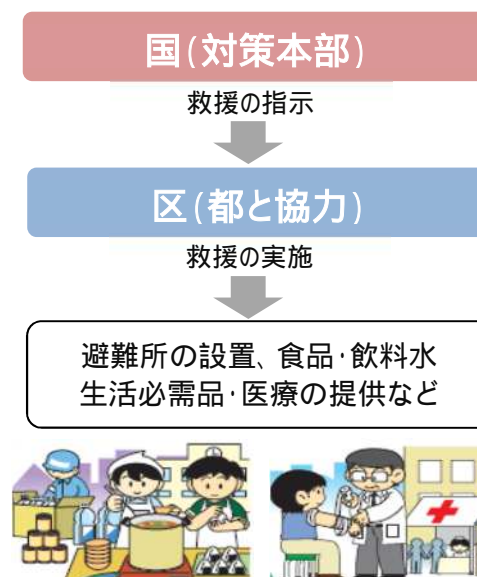 国(対策本部)
救援の指示
区(都と協力)
救援の実施
避難所の設置、食品・飲料水
生活必需品・医療の提供など